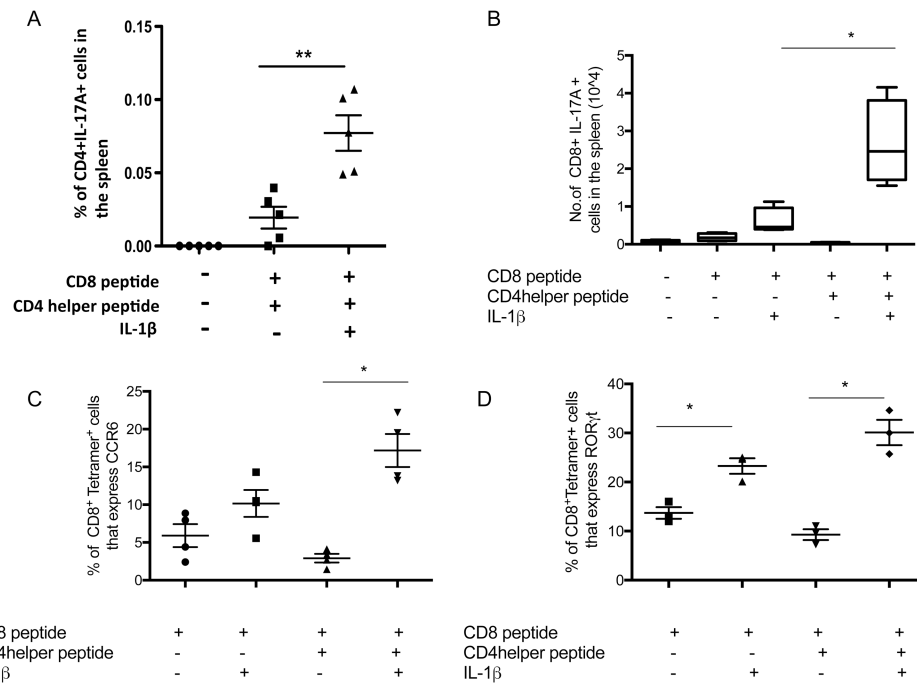 A
% of CD4+IL-17A+ cells in
the spleen
0.15
0.10
0.05
0.00
**
CD8 peptide - + +
CD4 helper peptide - + +
IL-1β - - +
B
No.of CD8+ IL-17A +
cells in the spleen (10^4)
5
4
3
2
1
0
*
CD8 peptide - + + + +
CD4helper peptide - - - + +
IL-1β - - + - +
C
% of CD8+ Tetramer+ cells
that express CCR6
25
20
15
10
5
0
*
8 peptide + + + +
4helper peptide - - + +
β - + - +
D
% of CD8+Tetramer+ cells
that express RORγt
40
30
20
10
0
*
*
CD8 peptide + + + +
CD4helper peptide - - + +
IL-1β - + - +